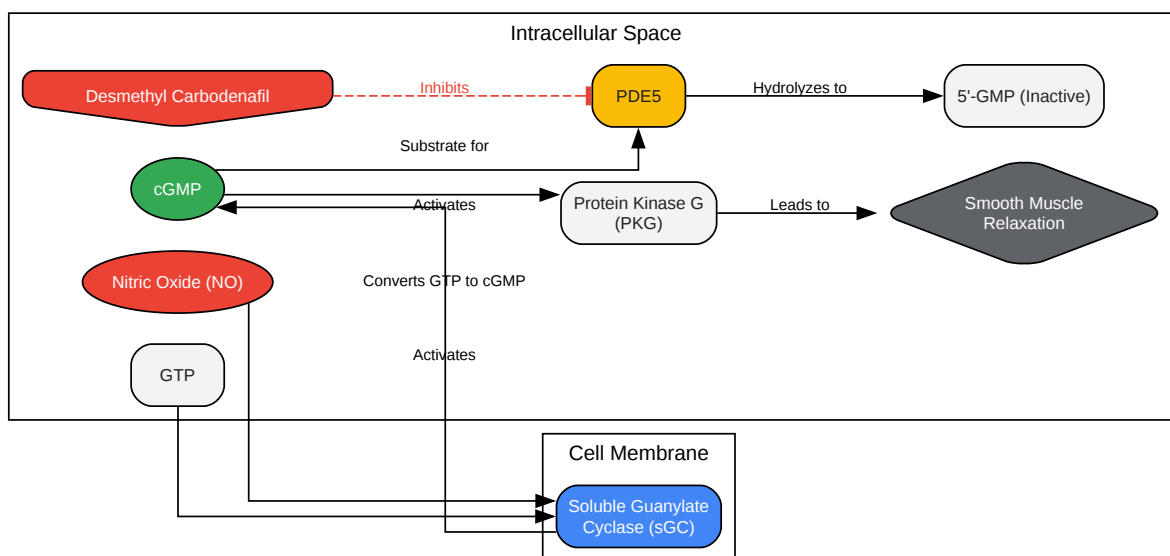 Intracellular Space
Desmethyl Carbodenafil
Inhibits
PDE5
Hydrolyzes to
5'-GMP (Inactive)
Substrate for
cGMP
Activates
Protein Kinase G
(PKG)
Leads to
Smooth Muscle
Relaxation
Nitric Oxide (NO)
Converts GTP to cGMP
Activates
GTP
Cell Membrane
Soluble Guanylate
Cyclase (sGC)